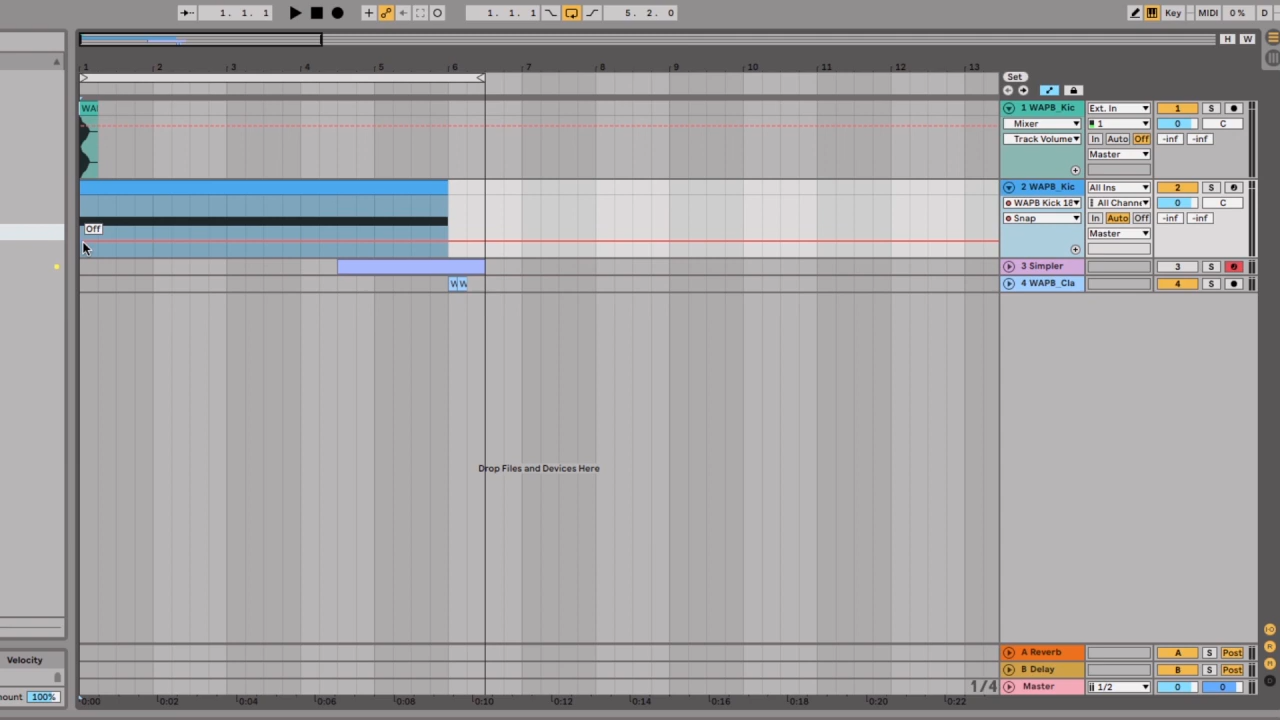 1. 1. 1
1. 1. 1
5. 2. 0
Key
MIDI
0 %
D
H
W
1 2 3 4 5 6 7 8 9 10 11 12 13
Set
WA
1 WAPB_Kic
Ext. In
1
S
Mixer
1
0
C
Track Volume
In
Auto
Off
-inf
-inf
Master
2 WAPB_Kic
All Ins
2
S
WAPB Kick 18
All Channe
0
C
Off
Snap
In
Auto
Off
-inf
-inf
Master
3 Simpler
3
S
W
W
4 WAPB_Cla
4
S
Drop Files and Devices Here
A Reverb
A
S
Post
Velocity
B Delay
B
S
Post
1/4
Master
1/2
0
0
ount
100%
0:00 0:02 0:04 0:06 0:08 0:10 0:12 0:14 0:16 0:18 0:20 0:22